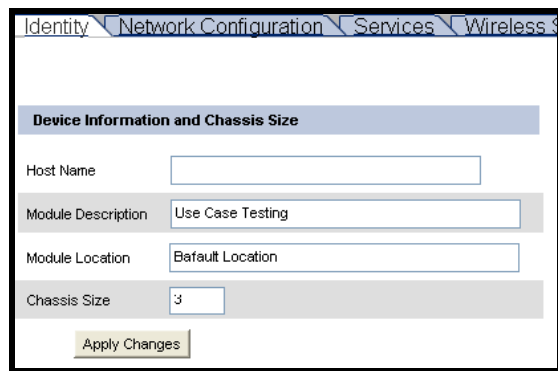 Identity Network Configuration Services Wireless S
Device Information and Chassis Size
Host Name
Module Description Use Case Testing
Module Location Bafault Location
Chassis Size 3
Apply Changes